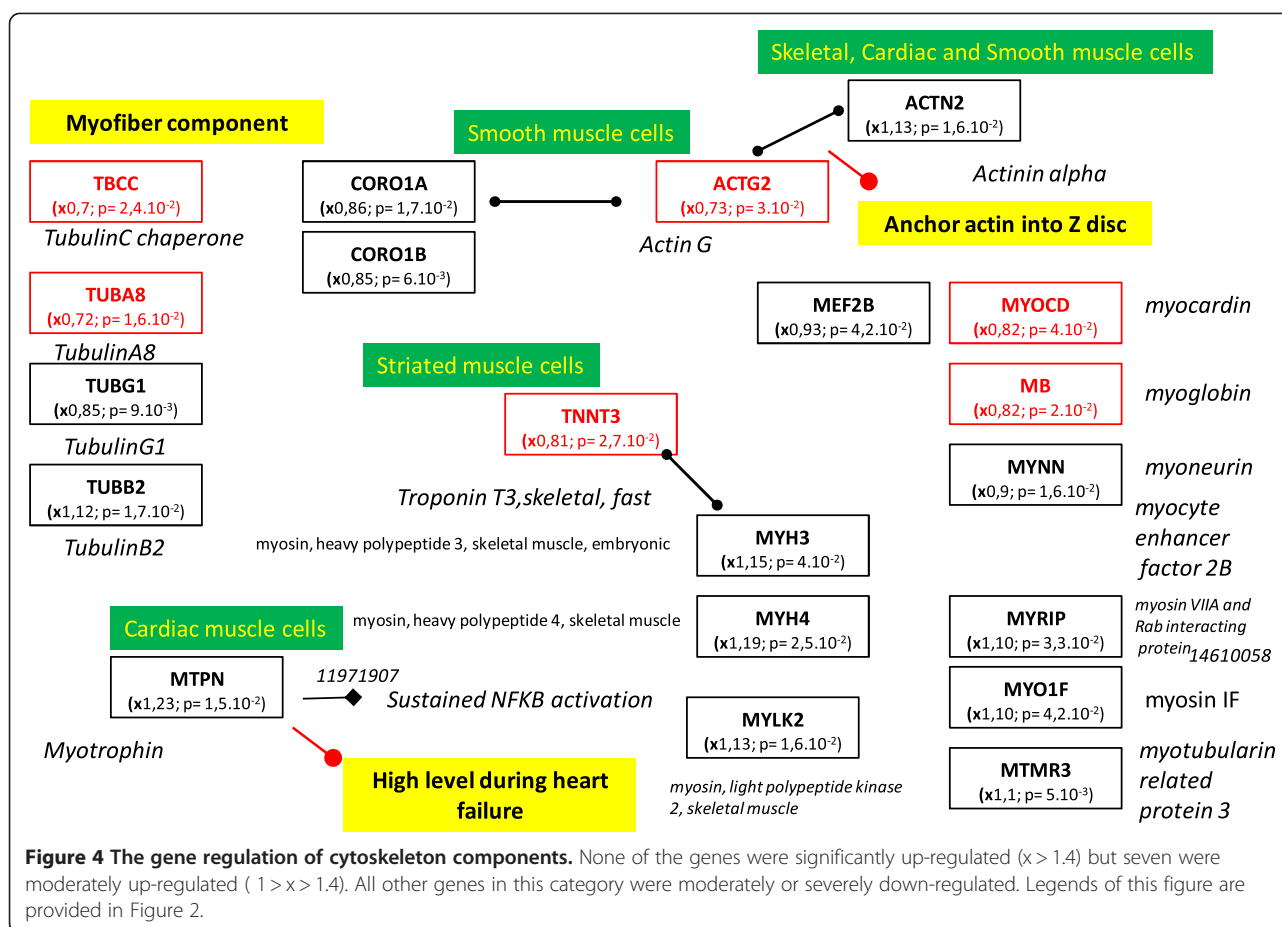 Skeletal, Cardiac and Smooth muscle cells
ACTN2
(x1,13; p= 1,6.10-2)
Actinin alpha
Myofiber component
Smooth muscle cells
TBCC
(x0,7; p= 2,4.10-2)
TubulinC chaperone
CORO1A
(x0,86; p= 1,7.10-2)
ACTG2
(x0,73; p= 3.10-2)
Actin G
Anchor actin into Z disc
CORO1B
(x0,85; p= 6.10-3)
TUBA8
(x0,72; p= 1,6.10-2)
TubulinA8
MEF2B
(x0,93; p= 4,2.10-2)
MYOCD
(x0,82; p= 4.10-2)
myocardin
Striated muscle cells
TUBG1
(x0,85; p= 9.10-3)
TubulinG1
MB
(x0,82; p= 2.10-2)
myoglobin
TNNT3
(x0,81; p= 2,7.10-2)
Troponin T3,skeletal, fast
MYNN
(x0,9; p= 1,6.10-2)
myoneurin
TUBB2
(x1,12; p= 1,7.10-2)
TubulinB2
myocyte
enhancer
factor 2B
myosin, heavy polypeptide 3, skeletal muscle, embryonic
MYH3
(x1,15; p= 4.10-2)
Cardiac muscle cells
myosin, heavy polypeptide 4, skeletal muscle
MYH4
(x1,19; p= 2,5.10-2)
MYRIP
(x1,10; p= 3,3.10-2)
myosin VIIA and
Rab interacting
protein 14610058
MTPN
(x1,23; p= 1,5.10-2)
Myotrophin
11971907
Sustained NFKB activation
MYLK2
(x1,13; p= 1,6.10-2)
myosin, light polypeptide kinase
2, skeletal muscle
MYO1F
(x1,10; p= 4,2.10-2)
myosin IF
High level during heart
failure
MTMR3
(x1,1; p= 5.10-3)
myotubularin
related
protein 3
Figure 4 The gene regulation of cytoskeleton components. None of the genes were significantly up-regulated (x > 1.4) but seven were
moderately up-regulated ( 1 > x > 1.4). All other genes in this category were moderately or severely down-regulated. Legends of this figure are
provided in Figure 2.